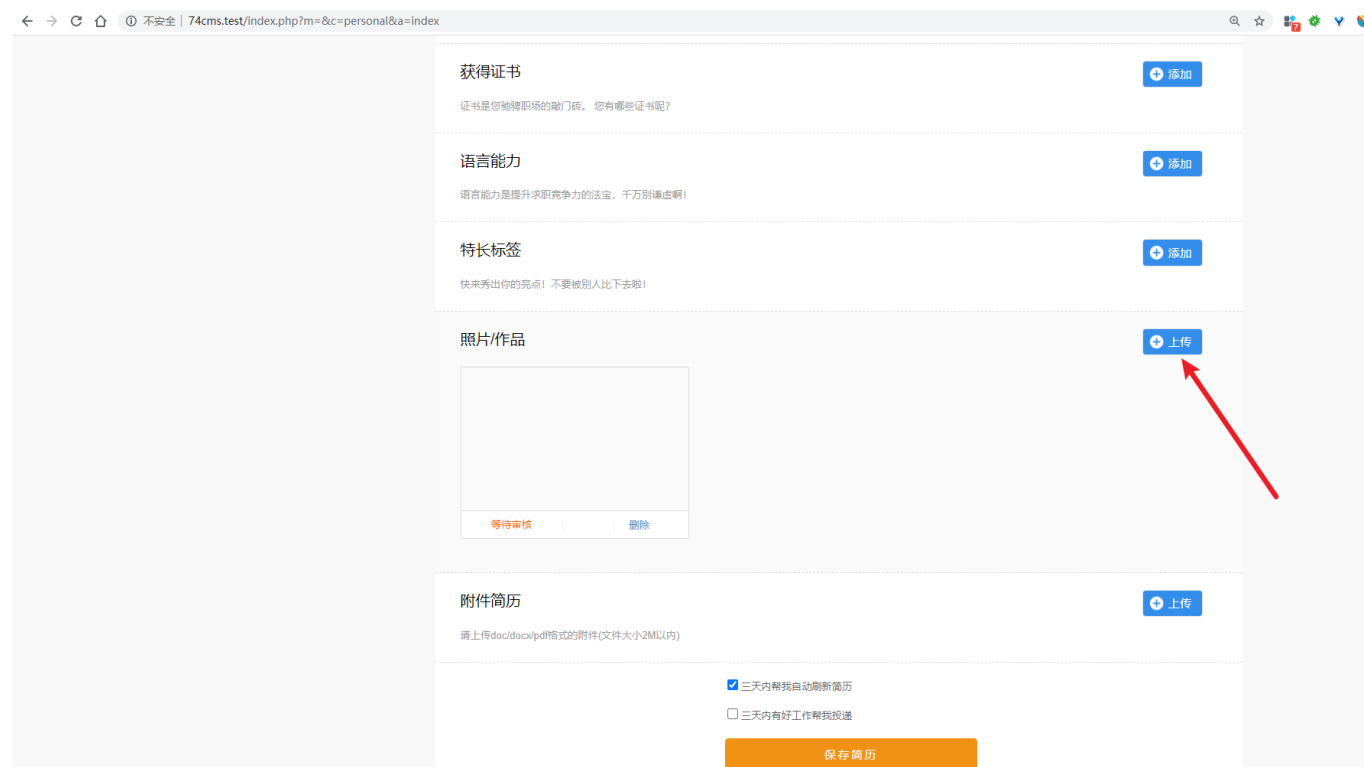 不安全 74cms.test/index.php?m=&c=personal&a=index
7
获得证书
添加
证书是您驰骋职场的敲门砖。 您有哪些证书呢?
语言能力
添加
语言能力是提升求职竞争力的法宝，千万别谦虚啊!
特长标签
添加
快来秀出你的亮点! 不要被别人比下去啦!
照片/作品
上传
等待审核 删除
附件简历
上传
请上传doc/docx/pdf格式的附件(文件大小2M以内)
三天内帮我自动刷新简历
三天内有好工作帮我投递
保存简历